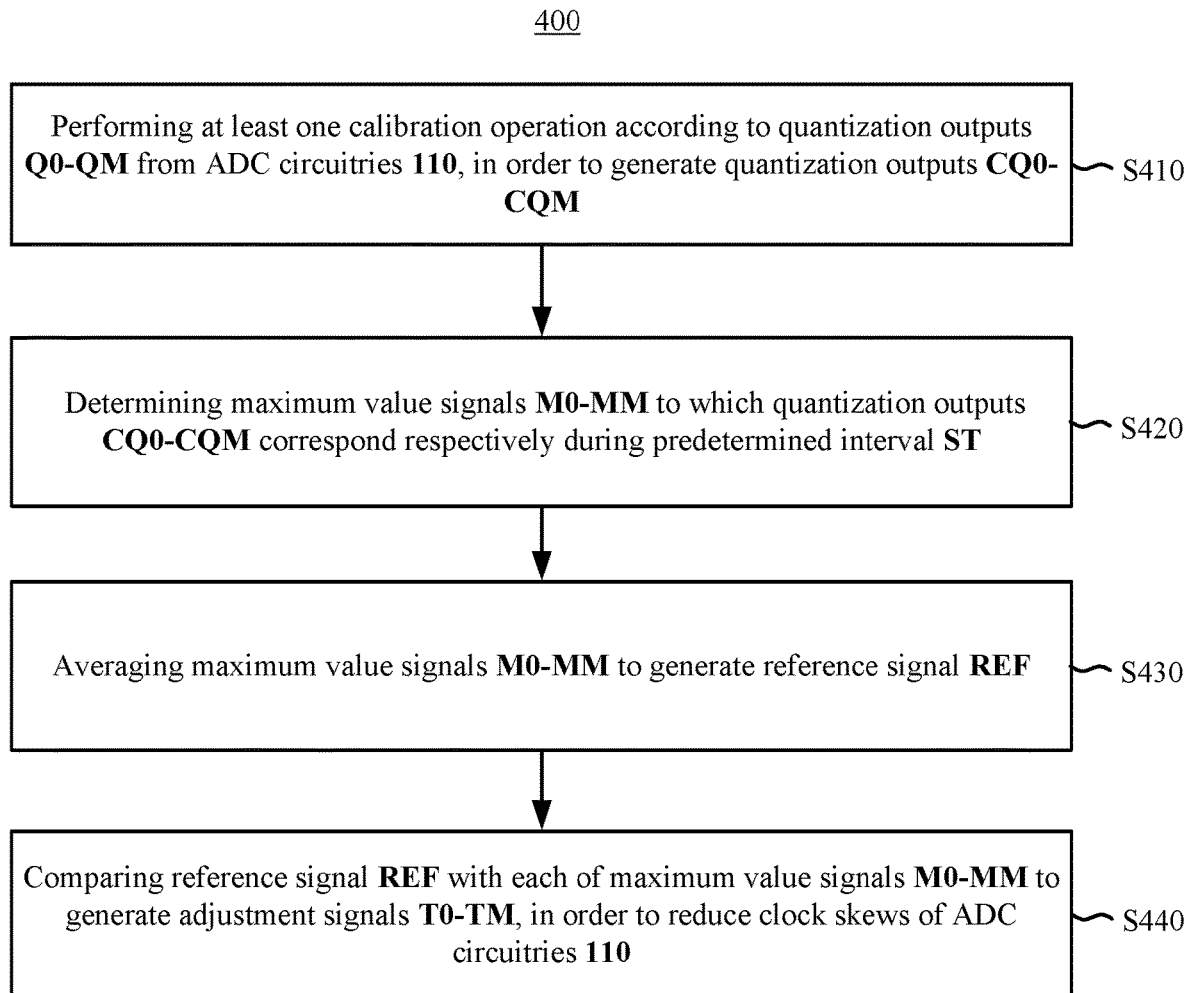 400
Performing at least one calibration operation according to quantization outputs
Q0-QM from ADC circuitries 110, in order to generate quantization outputs CQ0-
CQM
S410
Determining maximum value signals M0-MM to which quantization outputs
CQ0-CQM correspond respectively during predetermined interval ST
S420
Averaging maximum value signals M0-MM to generate reference signal REF
S430
Comparing reference signal REF with each of maximum value signals M0-MM to
generate adjustment signals T0-TM, in order to reduce clock skews of ADC
circuitries 110
S440